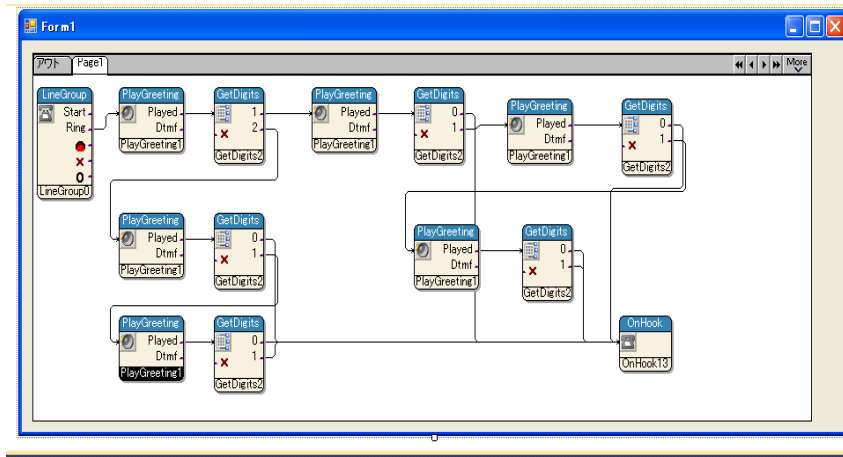 Form1
アウト Page1 More
LineGroup
Start
Ring
0
LineGroup0
PlayGreeting
Played
Dtmf
PlayGreeting1
GetDigits
1
2
GetDigits2
PlayGreeting
Played
Dtmf
PlayGreeting1
GetDigits
0
1
GetDigits2
PlayGreeting
Played
Dtmf
PlayGreeting1
GetDigits
0
1
GetDigits2
PlayGreeting
Played
Dtmf
PlayGreeting1
GetDigits
0
1
GetDigits2
PlayGreeting
Played
Dtmf
PlayGreeting1
GetDigits
0
1
GetDigits2
PlayGreeting
Played
Dtmf
PlayGreeting1
GetDigits
0
1
GetDigits2
OnHook
OnHook13